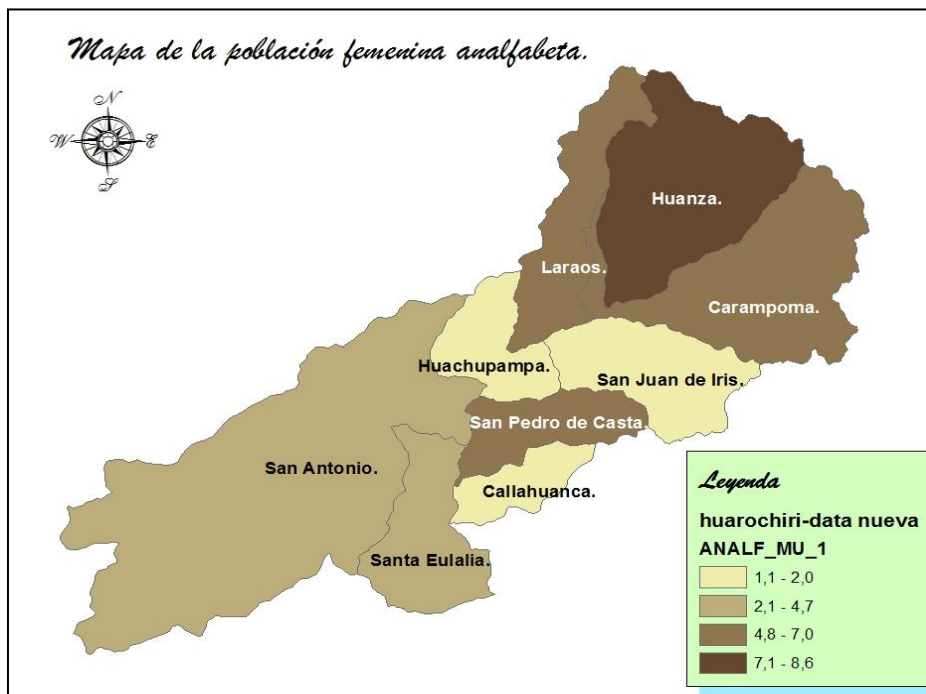 Mapa de la población femenina analfabeta.
N
W E
S
Huanza.
Laraos.
Carampoma.
Huachupampa.
San Juan de Iris.
San Pedro de Casta.
San Antonio.
Callahuanca.
Santa Eulalia.
Leyenda
huarochiri-data nueva
ANALF_MU_1
1,1 - 2,0
2,1 - 4,7
4,8 - 7,0
7,1 - 8,6